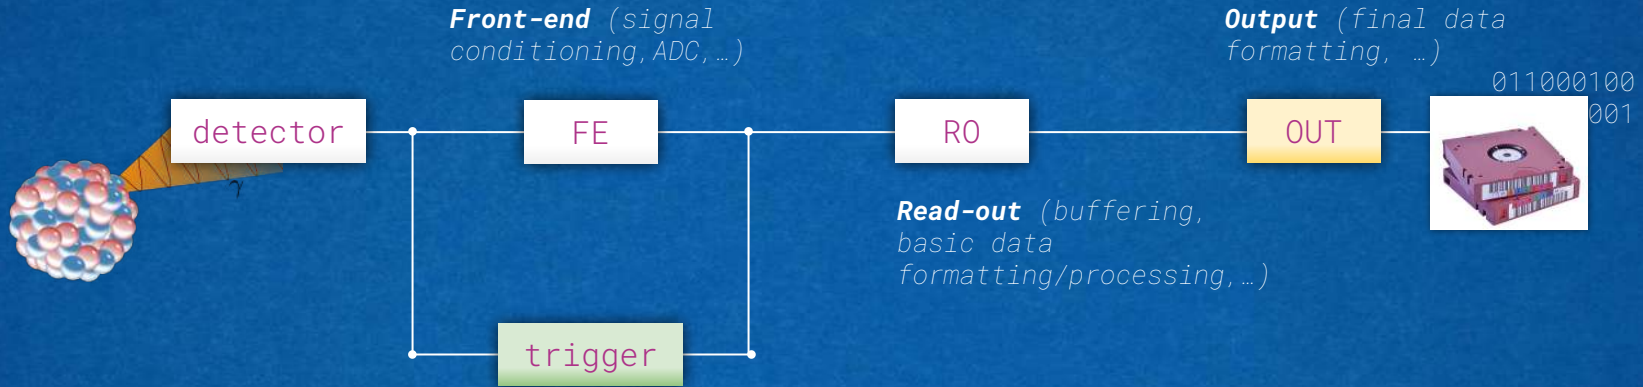 Front-end (signal
conditioning,ADC,…)
Output (final data
formatting, …)
011000100
001
detector
FE
RO
OUT
γ
Read-out (buffering,
basic data
formatting/processing,…)
trigger